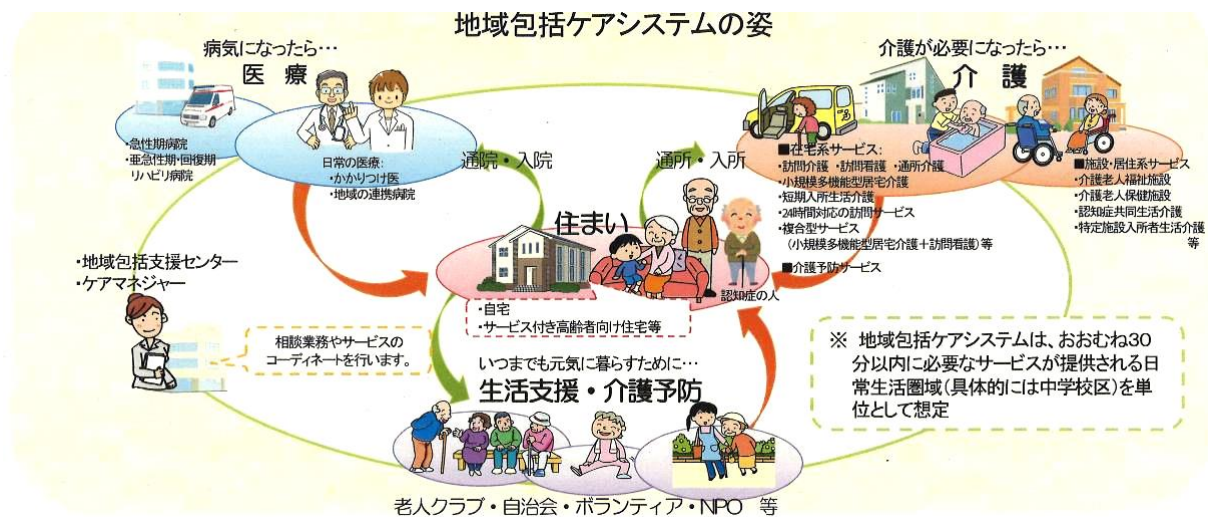 地域包括ケアシステムの姿
病気になったら…
医 療
・急性期病院
・亜急性期・回復期
リハビリ病院
日常の医療:
・かかりつけ医
・地域の連携病院
通院・入院
通所・入所
介護が必要になったら…
介 護
■在宅系サービス:
・訪問介護 ・訪問看護 ・通所介護
・小規模多機能型居宅介護
・短期入所生活介護
・24時間対応の訪問サービス
・複合型サービス
(小規模多機能型居宅介護+訪問看護)等
■介護予防サービス
■施設・居住系サービス
・介護老人福祉施設
・介護老人保健施設
・認知症共同生活介護
・特定施設入所者生活介護
等
住まい
認知症の人
・自宅
・サービス付き高齢者向け住宅等
・地域包括支援センター
・ケアマネジャー
相談業務やサービスの
コーディネートを行います。
いつまでも元気に暮らすために…
生活支援・介護予防
老人クラブ・自治会・ボランティア・NPO 等
※ 地域包括ケアシステムは、おおむね30
分以内に必要なサービスが提供される日
常生活圏域(具体的には中学校区)を単
位として想定